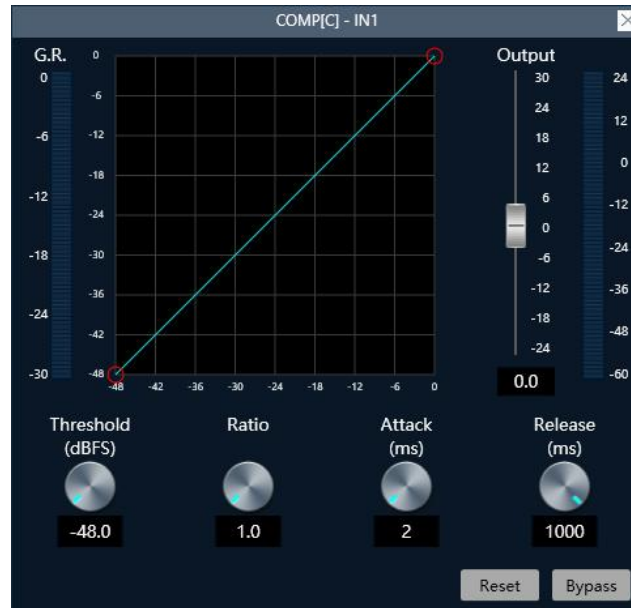 COMP[C] - IN1
G.R.
Output
0
-6
-12
-18
-24
-30
0
-6
-12
-18
-24
-30
-36
-42
-48
-48 -42 -36 -30 -24 -18 -12 -6 0
30
24
18
12
6
0
-6
-12
-18
-24
24
12
0
-12
-24
-36
-48
-60
0.0
Threshold
(dBFS)
Ratio
Attack
(ms)
Release
(ms)
-48.0 1.0 2 1000
Reset Bypass